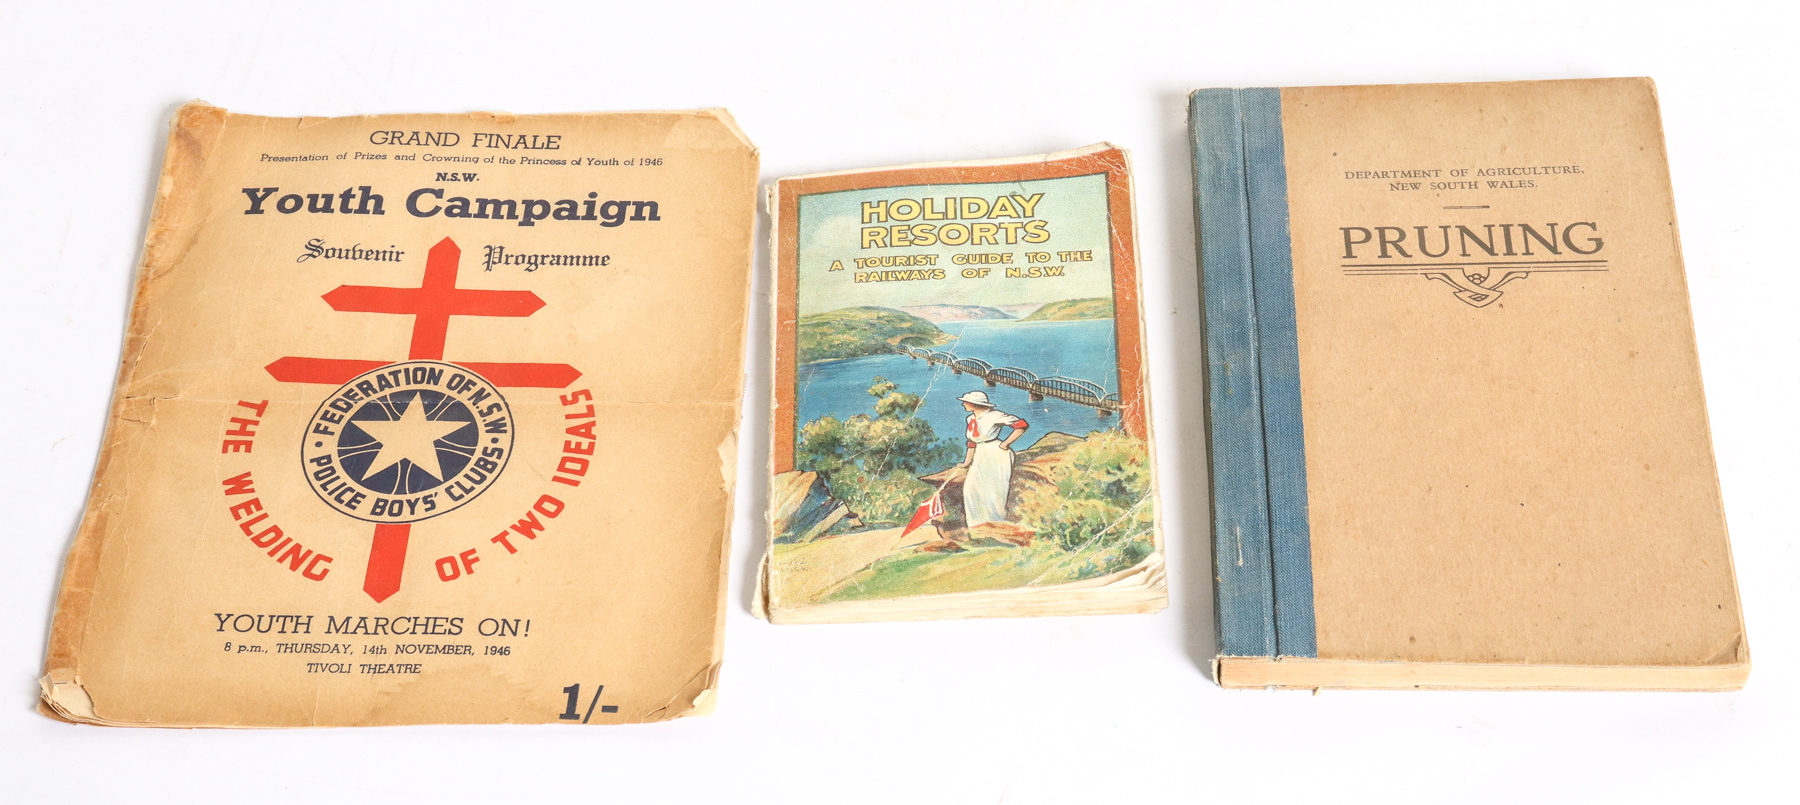 GRAND FINALE
Presentation of Prizes and Crowning of the Princess of Youth of 1946
N.S.W.
Youth Campaign
Souvenir Programme
FEDERATION OF N.S.W.
POLICE BOYS' CLUBS
THE WELDING OF TWO IDEALS
YOUTH MARCHES ON!
8 p.m., THURSDAY, 14th NOVEMBER, 1946
TIVOLI THEATRE
1/-
HOLIDAY
RESORTS
A TOURIST GUIDE TO THE
RAILWAYS OF N.S.W.
DEPARTMENT OF AGRICULTURE,
NEW SOUTH WALES.
PRUNING